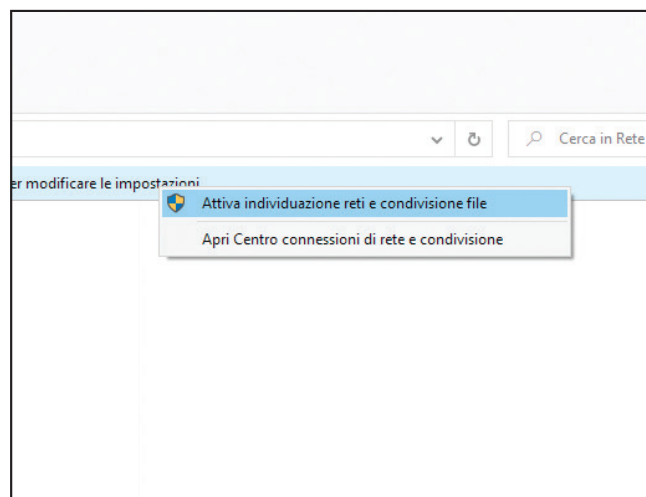 Cerca in Rete
er modificare le impostazioni
Attiva individuazione reti e condivisione file
Apri Centro connessioni di rete e condivisione